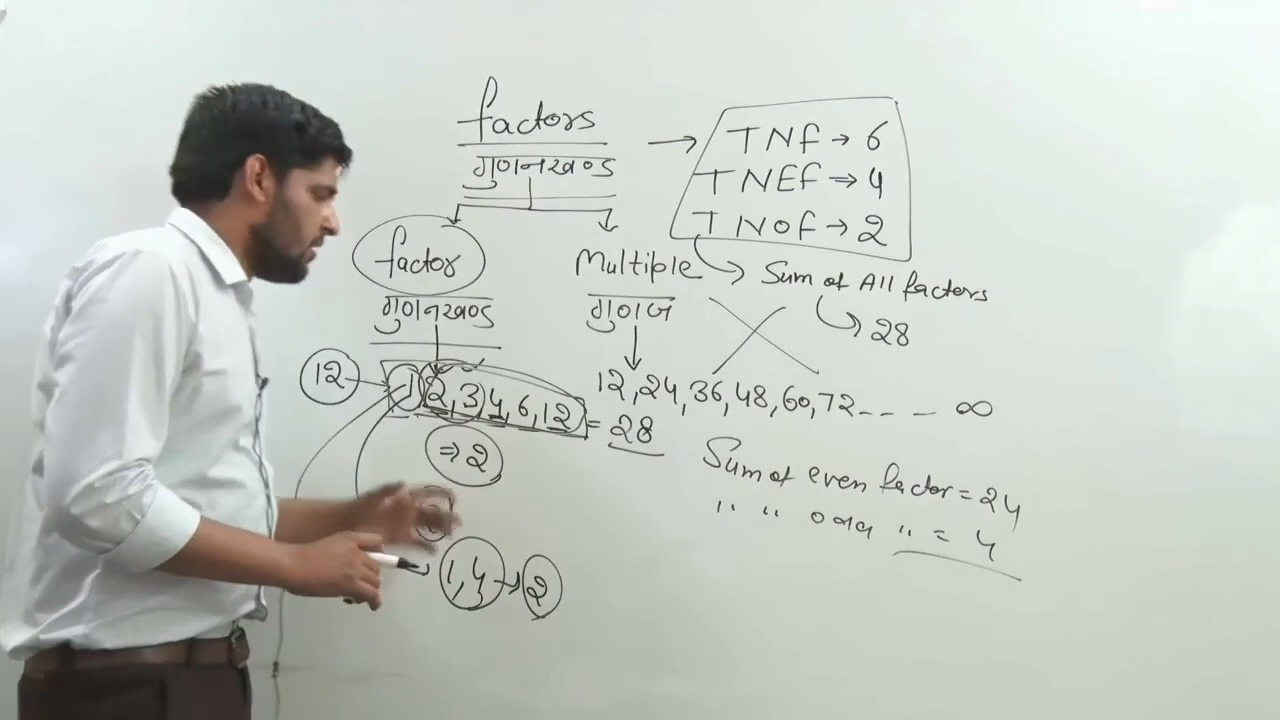 factors
गुणनखण्ड
TNf → 6
TNEf ⇒ 4
TNOf → 2
factor
गुणनखण्ड
Multiple
गुणज
Sum of All factors
28
12 → 1, 2, 3, 4, 6, 12 = 28
⇒ 2
1, 4 → 2
12, 24, 36, 48, 60, 72 - - - ∞
Sum of even factor = 24
" " odd " = 4